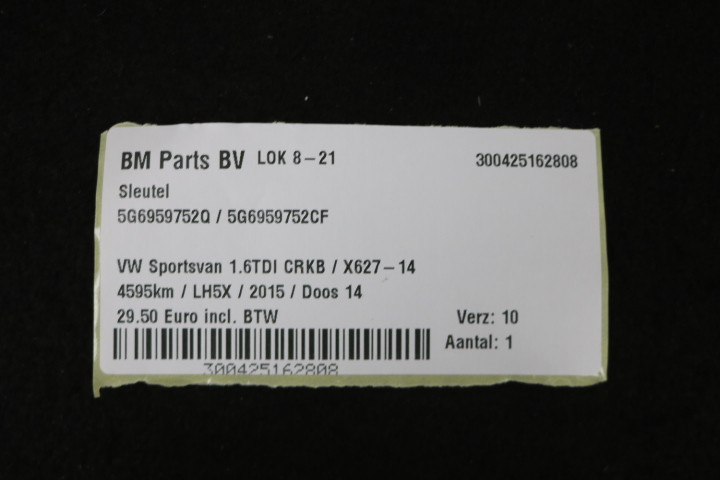 BM Parts BV LOK 8-21 300425162808
Sleutel
5G6959752Q / 5G6959752CF
VW Sportsvan 1.6TDI CRKB / X627-14
4595km / LH5X / 2015 / Doos 14
29.50 Euro incl. BTW Verz: 10
Aantal: 1
300425162808